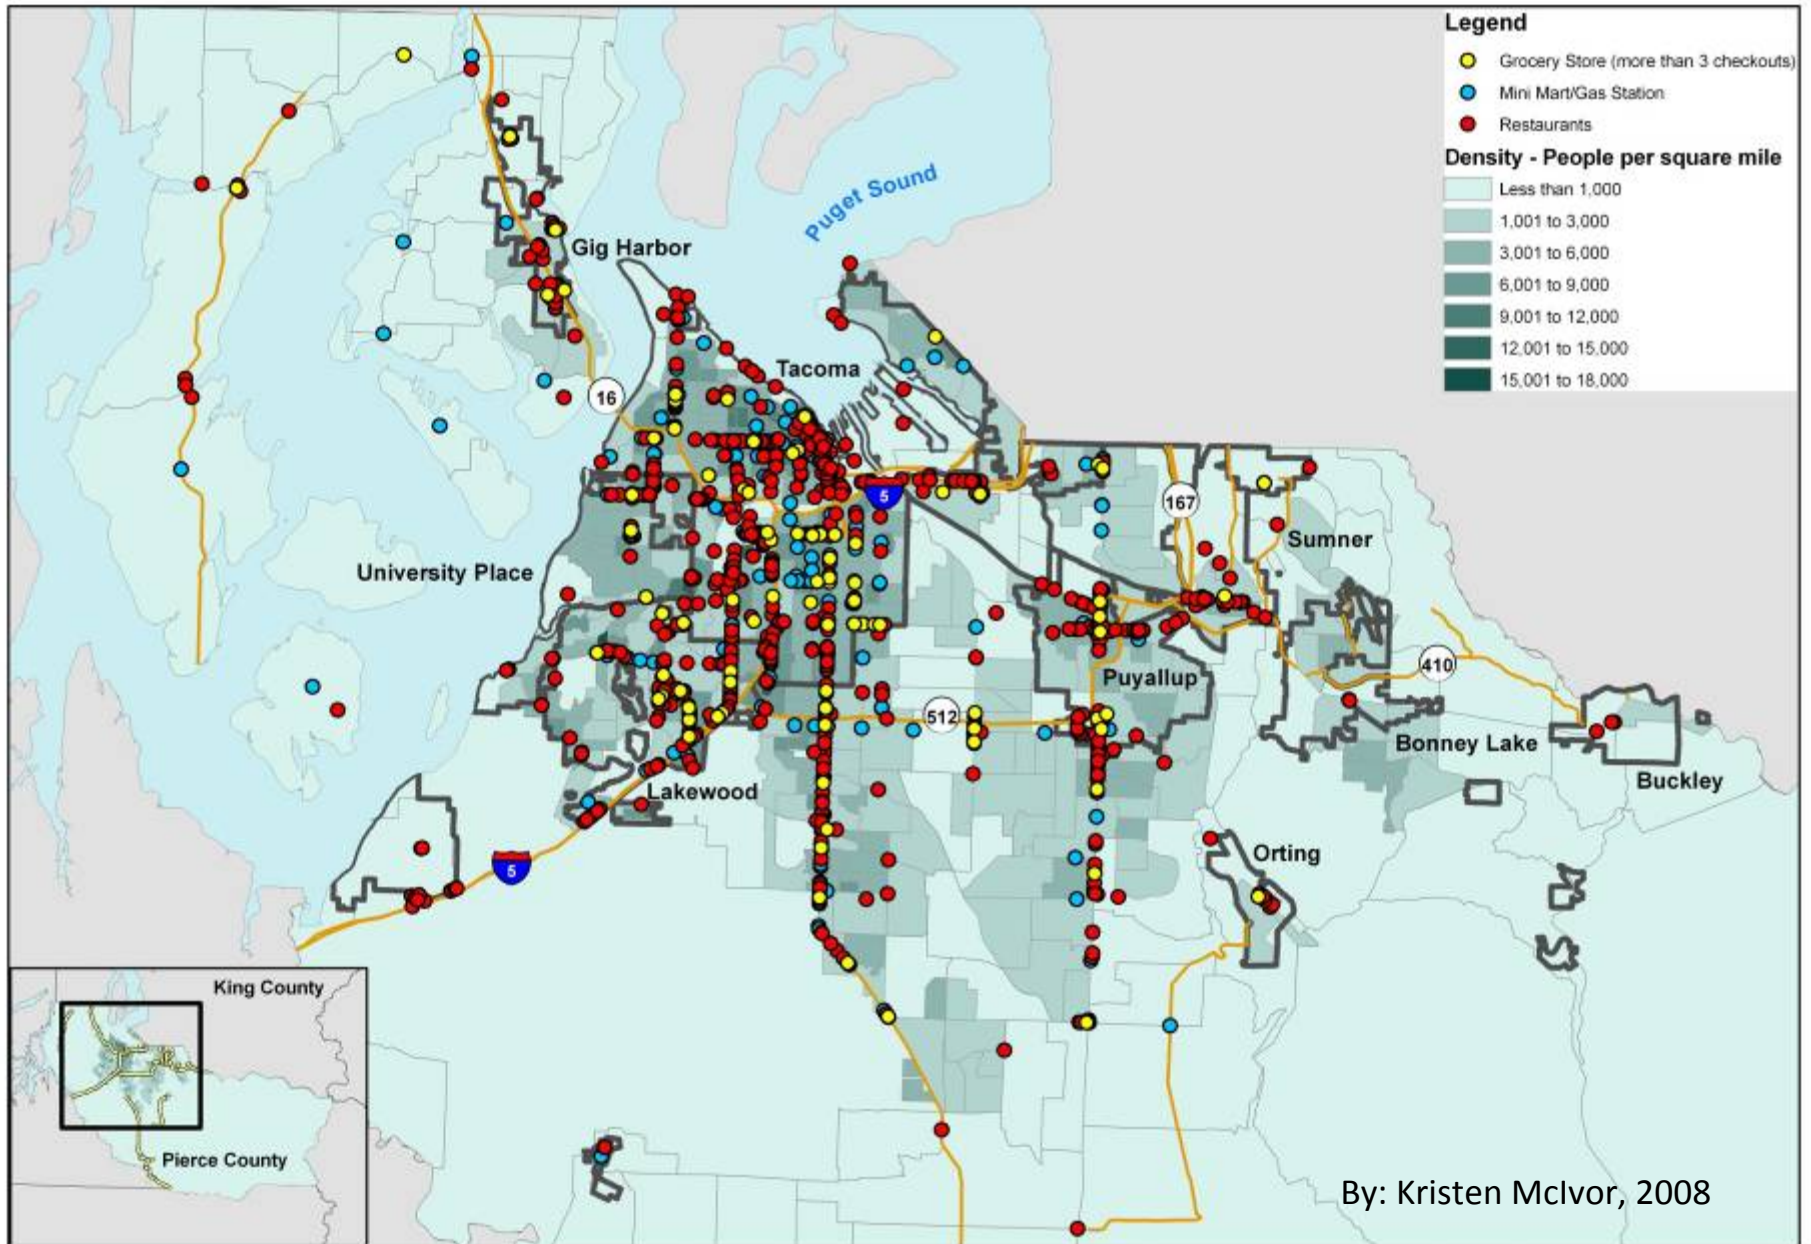 Legend
Grocery Store (more than 3 checkouts)
Mini Mart/Gas Station
Restaurants
Density - People per square mile
Less than 1,000
1,001 to 3,000
3,001 to 6,000
6,001 to 9,000
9,001 to 12,000
12,001 to 15,000
15,001 to 18,000
Puget Sound
Gig Harbor
Tacoma
16
5
167
Sumner
University Place
410
Puyallup
512
Bonney Lake
Buckley
Lakewood
Orting
5
King County
Pierce County
By: Kristen McIvor, 2008